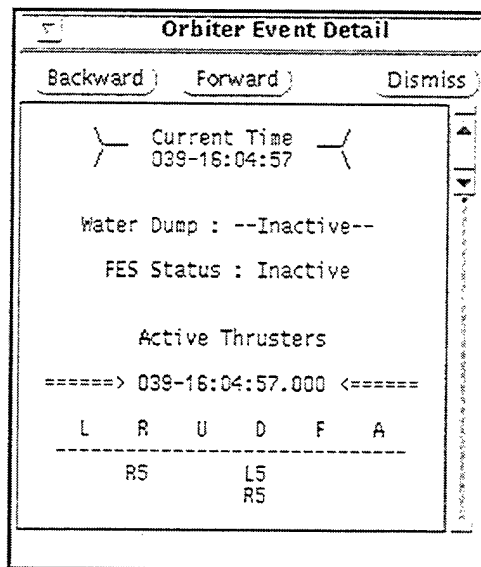 Orbiter Event Detail
Backward Forward Dismiss
Current Time
039-16:04:57
Water Dump : --Inactive--
FES Status : Inactive
Active Thrusters
======> 039-16:04:57.000 <======
L R U D F A
--------------------------------
R5 L5
R5